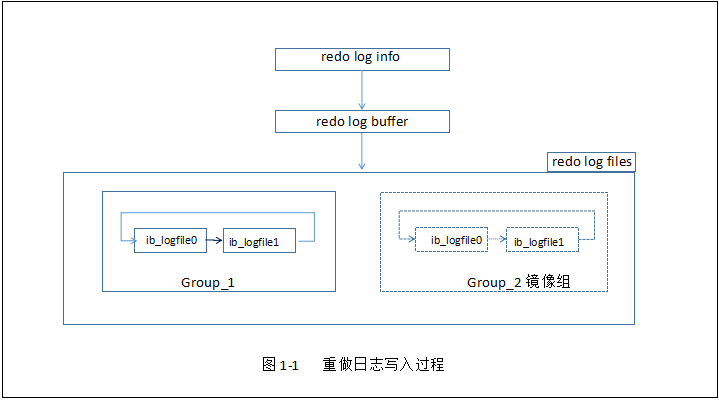 redo log info
redo log buffer
redo log files
ib_logfile0
ib_logfile1
Group_1
ib_logfile0
ib_logfile1
Group_2 镜像组
图 1-1 重做日志写入过程